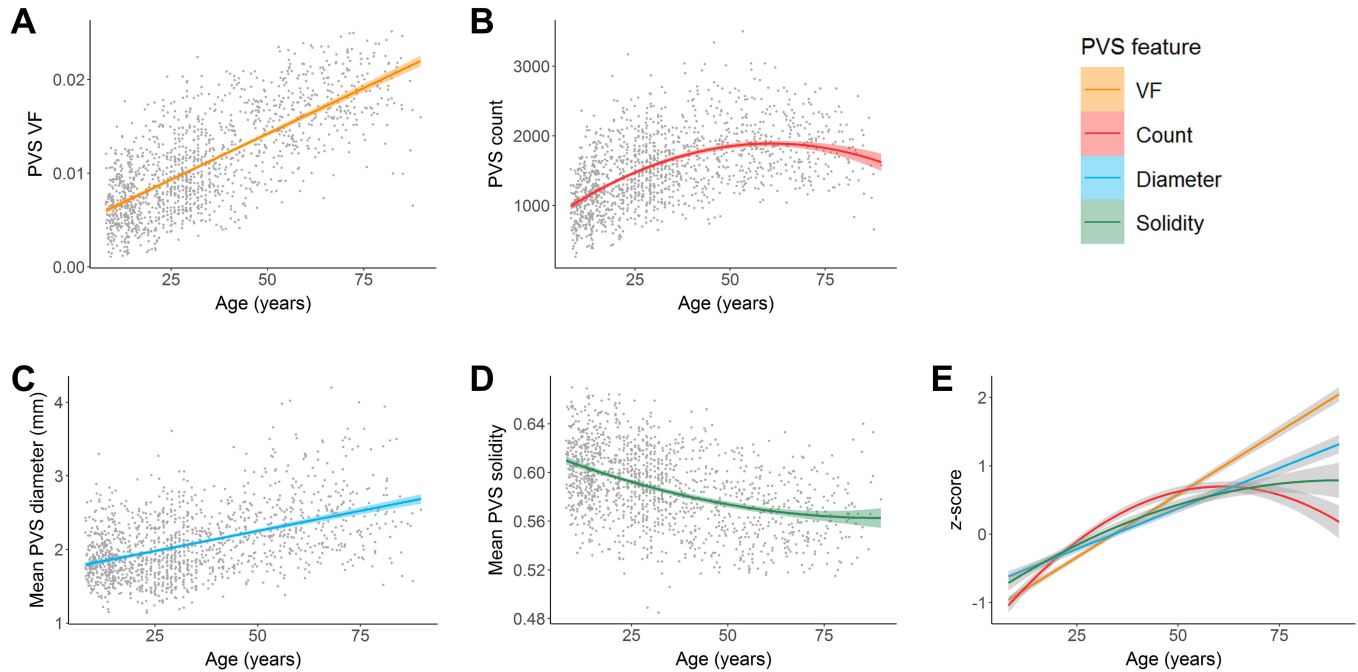 A
PVS VF
0.02
0.01
0.00
25
50
75
Age (years)
B
PVS count
3000
2000
1000
25
50
75
Age (years)
PVS feature
VF
Count
Diameter
Solidity
C
Mean PVS diameter (mm)
4
3
2
1
25
50
75
Age (years)
D
Mean PVS solidity
0.64
0.60
0.56
0.52
0.48
25
50
75
Age (years)
E
z-score
2
1
0
-1
25
50
75
Age (years)